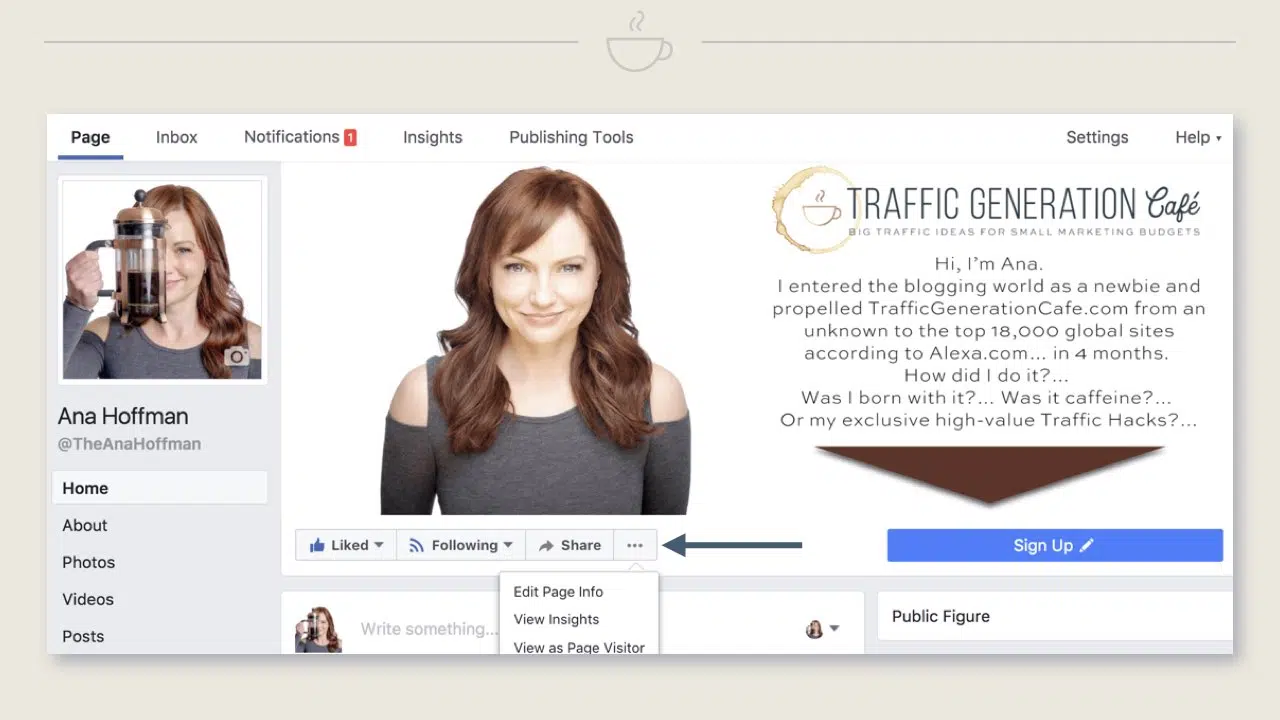 Page Inbox Notifications 1 Insights Publishing Tools Settings Help
TRAFFIC GENERATION Café
BIG TRAFFIC IDEAS FOR SMALL MARKETING BUDGETS
Hi, I'm Ana.
I entered the blogging world as a newbie and
propelled TrafficGenerationCafe.com from an
unknown to the top 18,000 global sites
according to Alexa.com... in 4 months.
How did I do it?...
Was I born with it?... Was it caffeine?...
Or my exclusive high-value Traffic Hacks?...
Ana Hoffman
@TheAnaHoffman
Home
About
Photos
Videos
Posts
Liked Following Share ...
Sign Up
Edit Page Info
View Insights
View as Page Visitor
Write something...
Public Figure